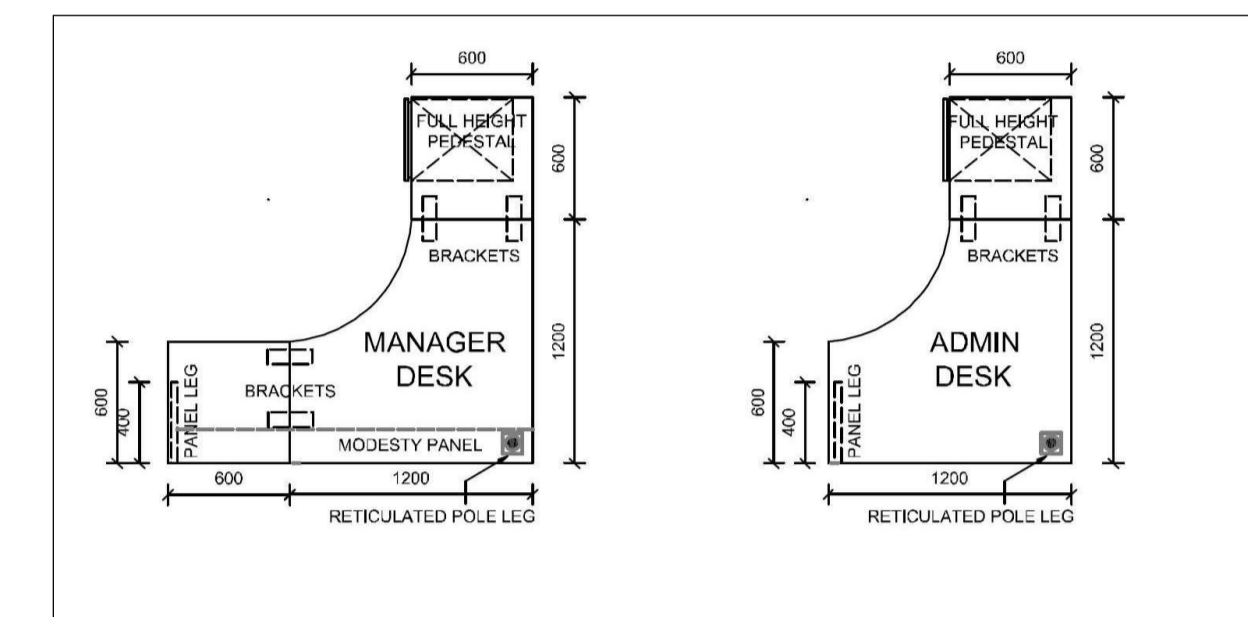 600
FULL HEIGHT
PEDESTAL
600
BRACKETS
MANAGER
DESK
1200
600
400
PANEL LEG
BRACKETS
MODESTY PANEL
600
1200
RETICULATED POLE LEG
600
FULL HEIGHT
PEDESTAL
600
BRACKETS
ADMIN
DESK
1200
600
400
PANEL LEG
1200
RETICULATED POLE LEG